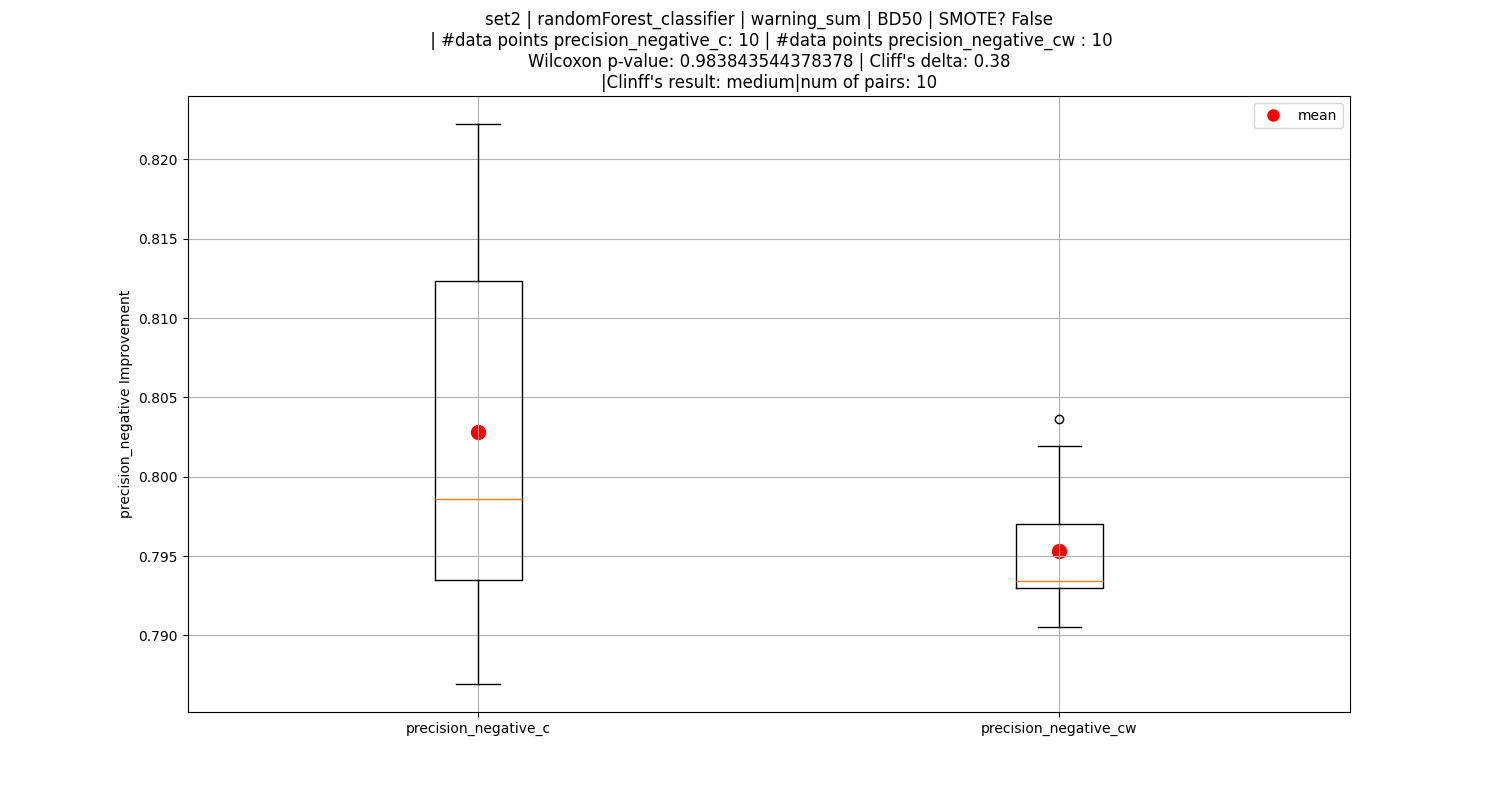 set2 | randomForest_classifier | warning_sum | BD50 | SMOTE? False
| #data points precision_negative_c: 10 | #data points precision_negative_cw : 10
Wilcoxon p-value: 0.983843544378378 | Cliff's delta: 0.38
|Clinff's result: medium|num of pairs: 10
mean
0.820
0.815
0.810
0.805
0.800
0.795
0.790
precision_negative Improvement
precision_negative_c
precision_negative_cw